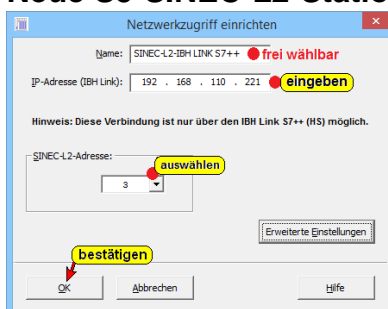 Netzwerkzugriff einrichten
Name: SINEC-L2-IBH LINK S7++ frei wählbar
IP-Adresse (IBH Link): 192 . 168 . 110 . 221 eingeben
Hinweis: Diese Verbindung ist nur über den IBH Link S7++ (HS) möglich.
SINEC-L2-Adresse:
auswählen
3
Erweiterte Einstellungen
bestätigen
OK Abbrechen Hilfe